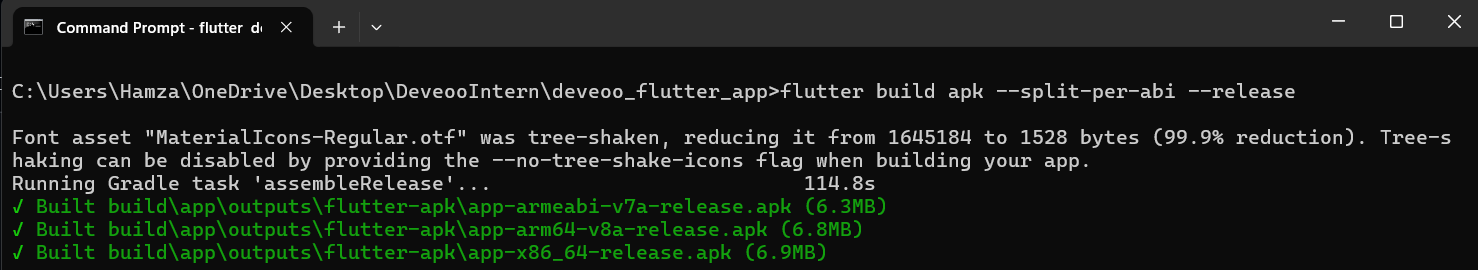 Command Prompt - flutter de
C:\Users\Hamza\OneDrive\Desktop\DeveooIntern\deveoo_flutter_app>flutter build apk --split-per-abi --release
Font asset "MaterialIcons-Regular.otf" was tree-shaken, reducing it from 1645184 to 1528 bytes (99.9% reduction). Tree-s
haking can be disabled by providing the --no-tree-shake-icons flag when building your app.
Running Gradle task 'assembleRelease'... 114.8s
√ Built build\app\outputs\flutter-apk\app-armeabi-v7a-release.apk (6.3MB)
√ Built build\app\outputs\flutter-apk\app-arm64-v8a-release.apk (6.8MB)
√ Built build\app\outputs\flutter-apk\app-x86_64-release.apk (6.9MB)